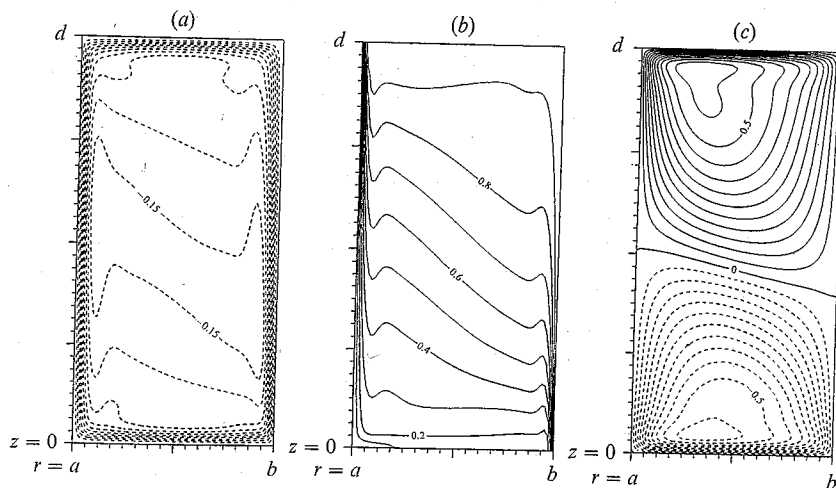 (a)
(b)
(c)
d
d
d
0.15
0.15
0.8
0.6
0.4
0.2
0.5
0
0.5
z = 0
z = 0
z = 0
r = a
b
r = a
b
r = a
b